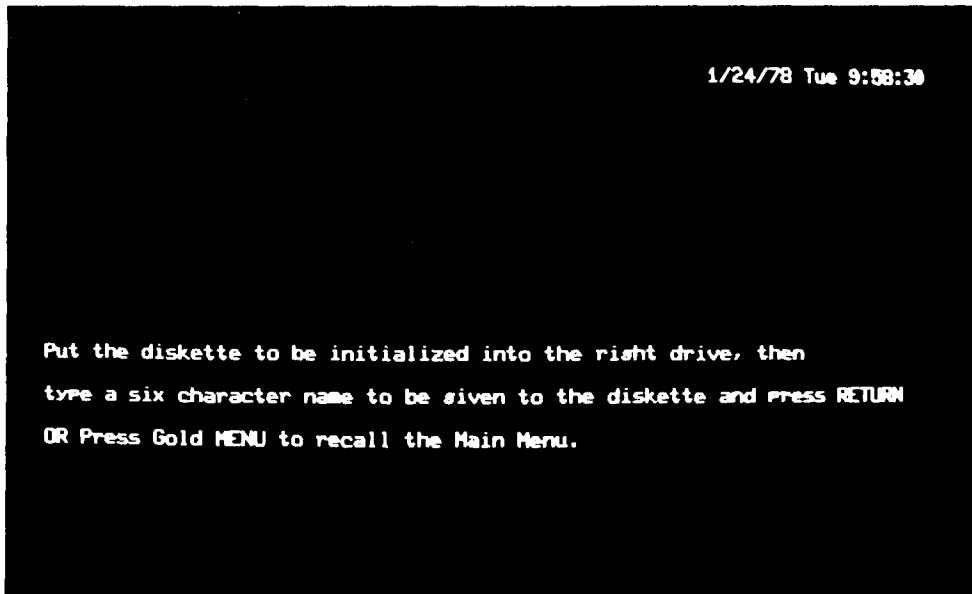 1/24/78 Tue 9:58:30
Put the diskette to be initialized into the right drive, then
type a six character name to be given to the diskette and press RETURN
OR Press Gold MENU to recall the Main Menu.